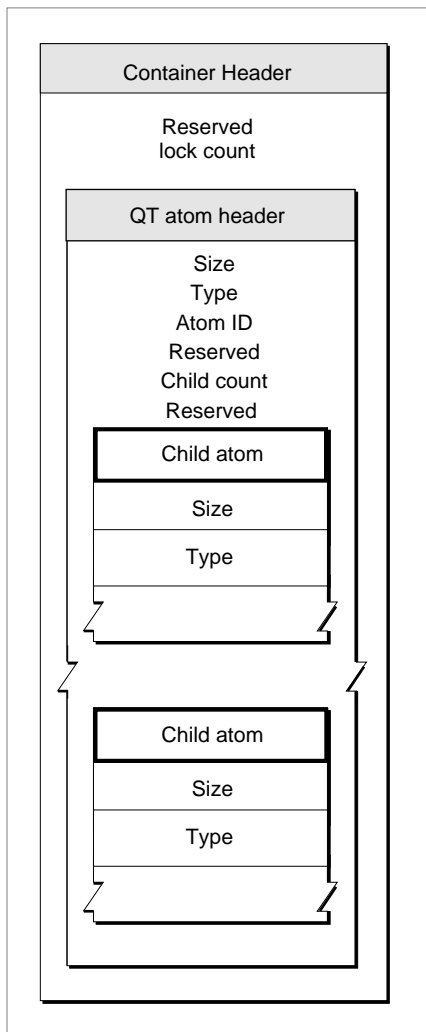 Container Header
Reserved
lock count
QT atom header
Size
Type
Atom ID
Reserved
Child count
Reserved
Child atom
Size
Type
Child atom
Size
Type